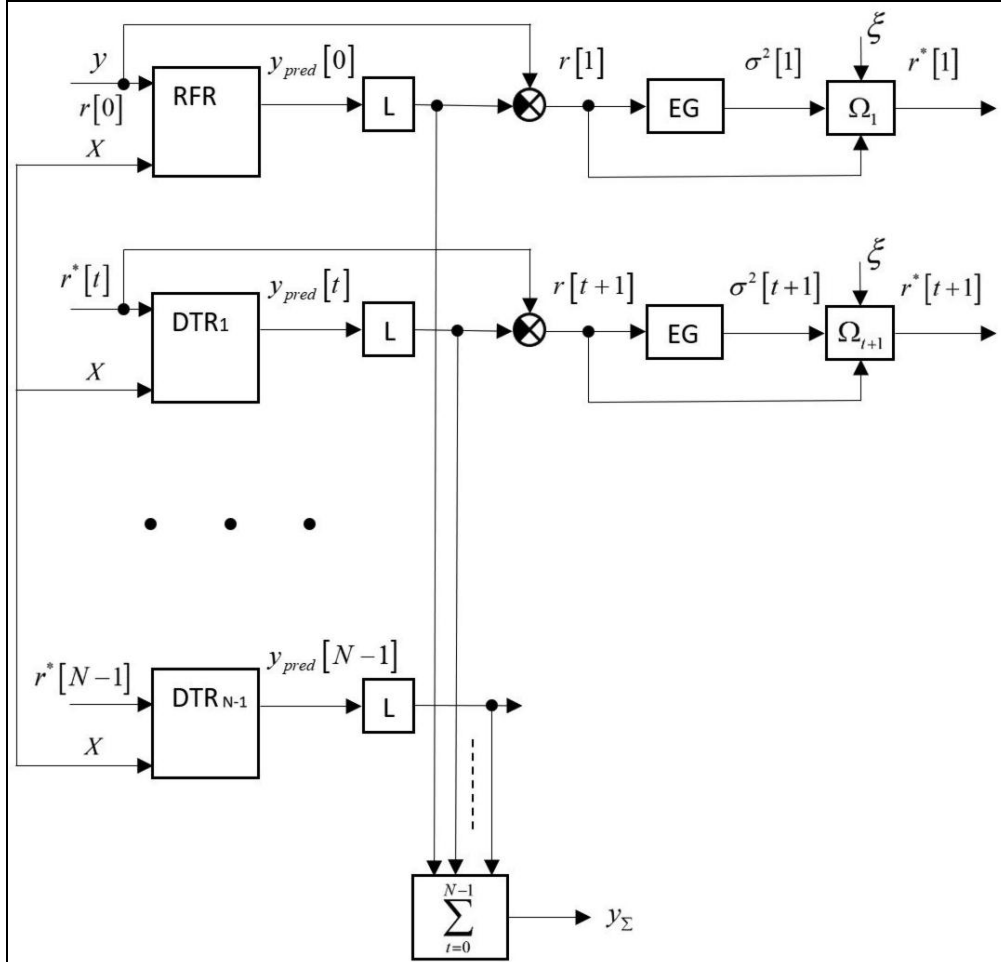 y
r[0]
X
RFR
y_pred[0]
L
r[1]
EG
σ²[1]
ξ
Ω₁
r*[1]
r*[t]
X
DTR₁
y_pred[t]
L
r[t+1]
EG
σ²[t+1]
ξ
Ω_{t+1}
r*[t+1]
• • •
r*[N−1]
X
DTR_{N-1}
y_pred[N−1]
L
N−1
∑
t=0
y_Σ